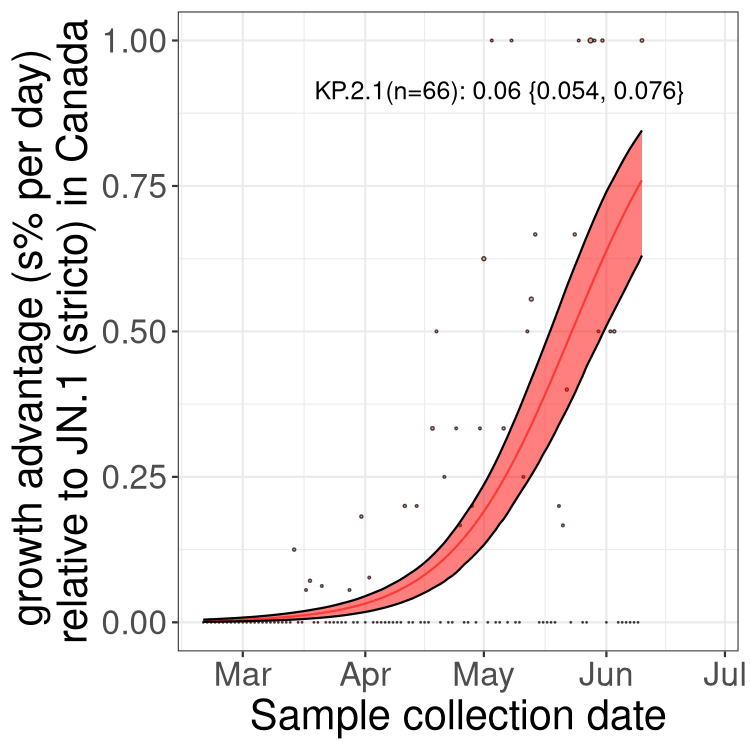 growth advantage (s% per day)
relative to JN.1 (stricto) in Canada
1.00
0.75
0.50
0.25
0.00
KP.2.1(n=66): 0.06 {0.054, 0.076}
Mar Apr May Jun Jul
Sample collection date